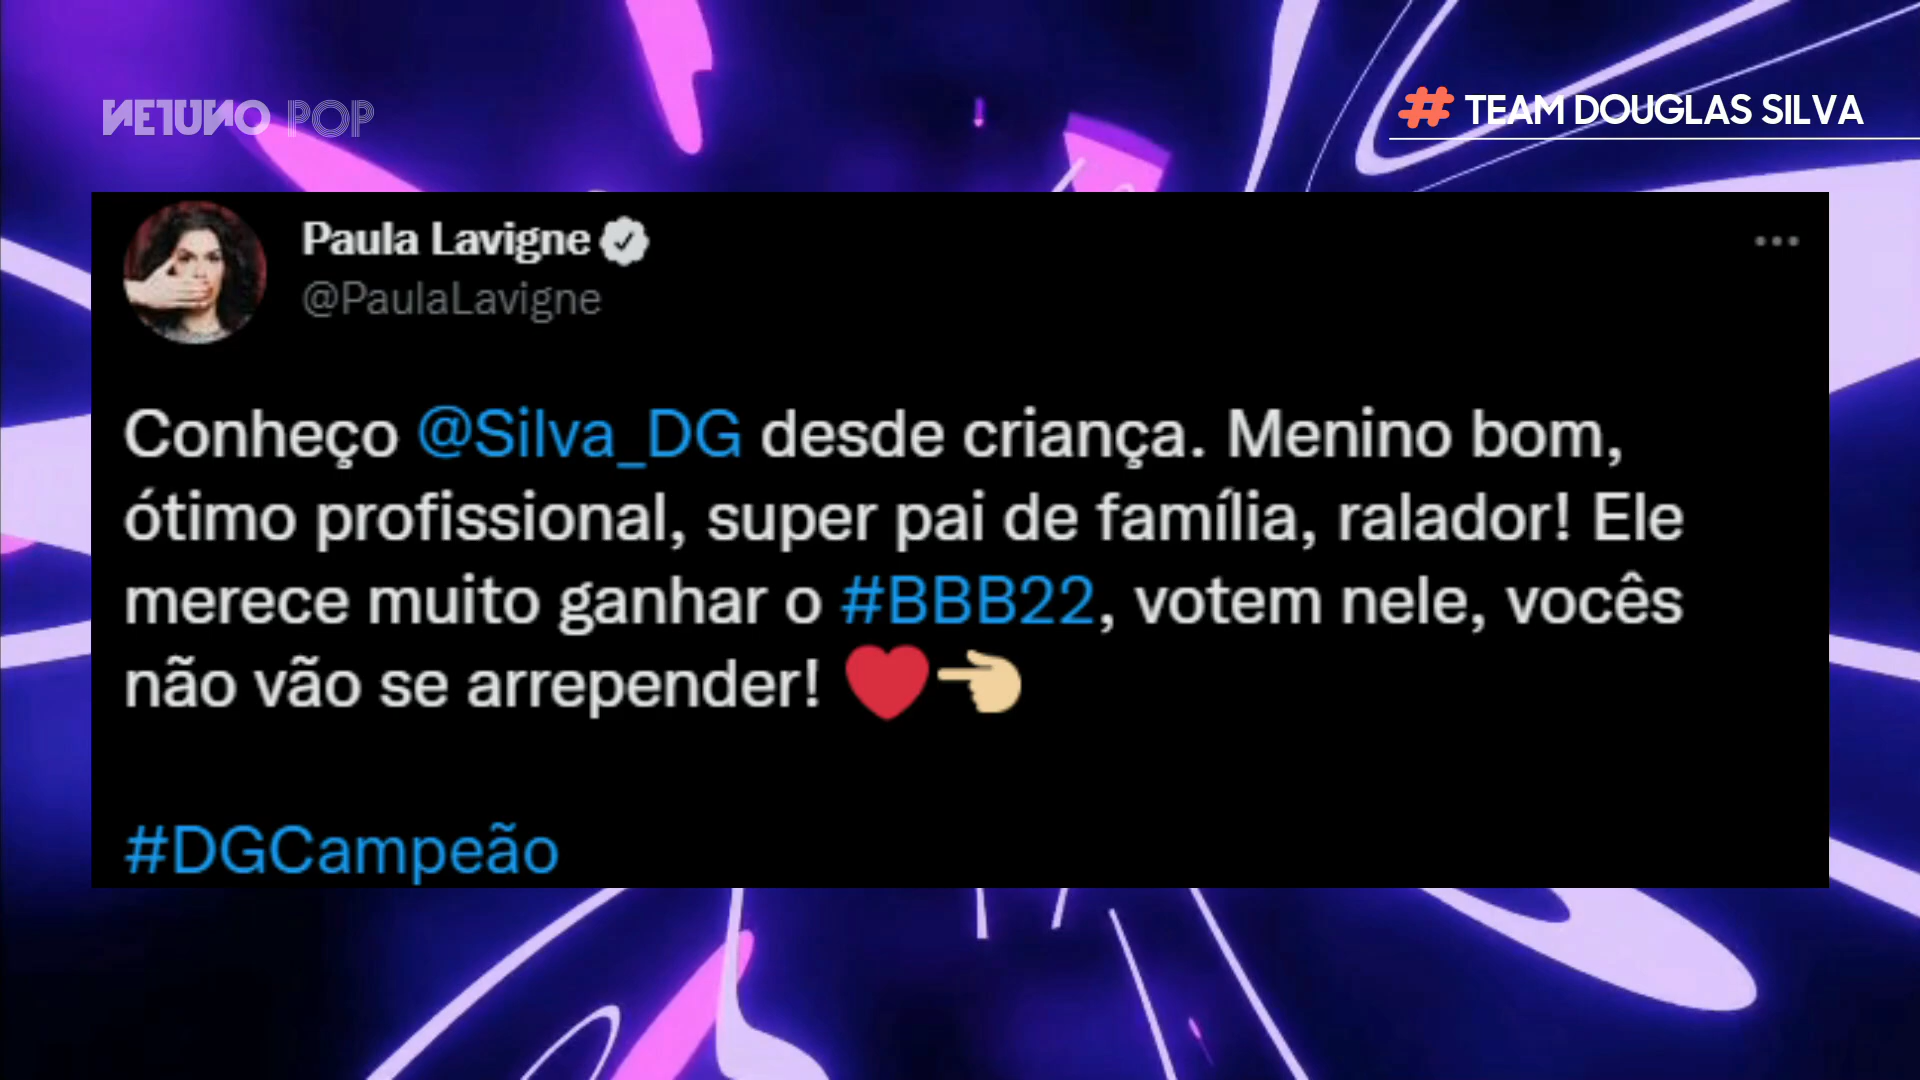 NETUNO POP
# TEAM DOUGLAS SILVA
Paula Lavigne
@PaulaLavigne
Conheço @Silva_DG desde criança. Menino bom,
ótimo profissional, super pai de família, ralador! Ele
merece muito ganhar o #BBB22, votem nele, vocês
não vão se arrepender! ❤️👈🏼
#DGCampeão